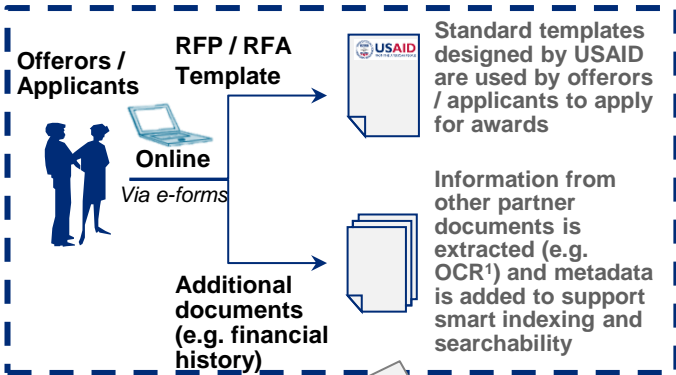 Offerors /
Applicants
RFP / RFA
Template
Online
Via e-forms
Additional
documents
(e.g. financial
history)
USAID
Standard templates
designed by USAID
are used by offerors
/ applicants to apply
for awards
Information from
other partner
documents is
extracted (e.g.
OCR¹) and metadata
is added to support
smart indexing and
searchability